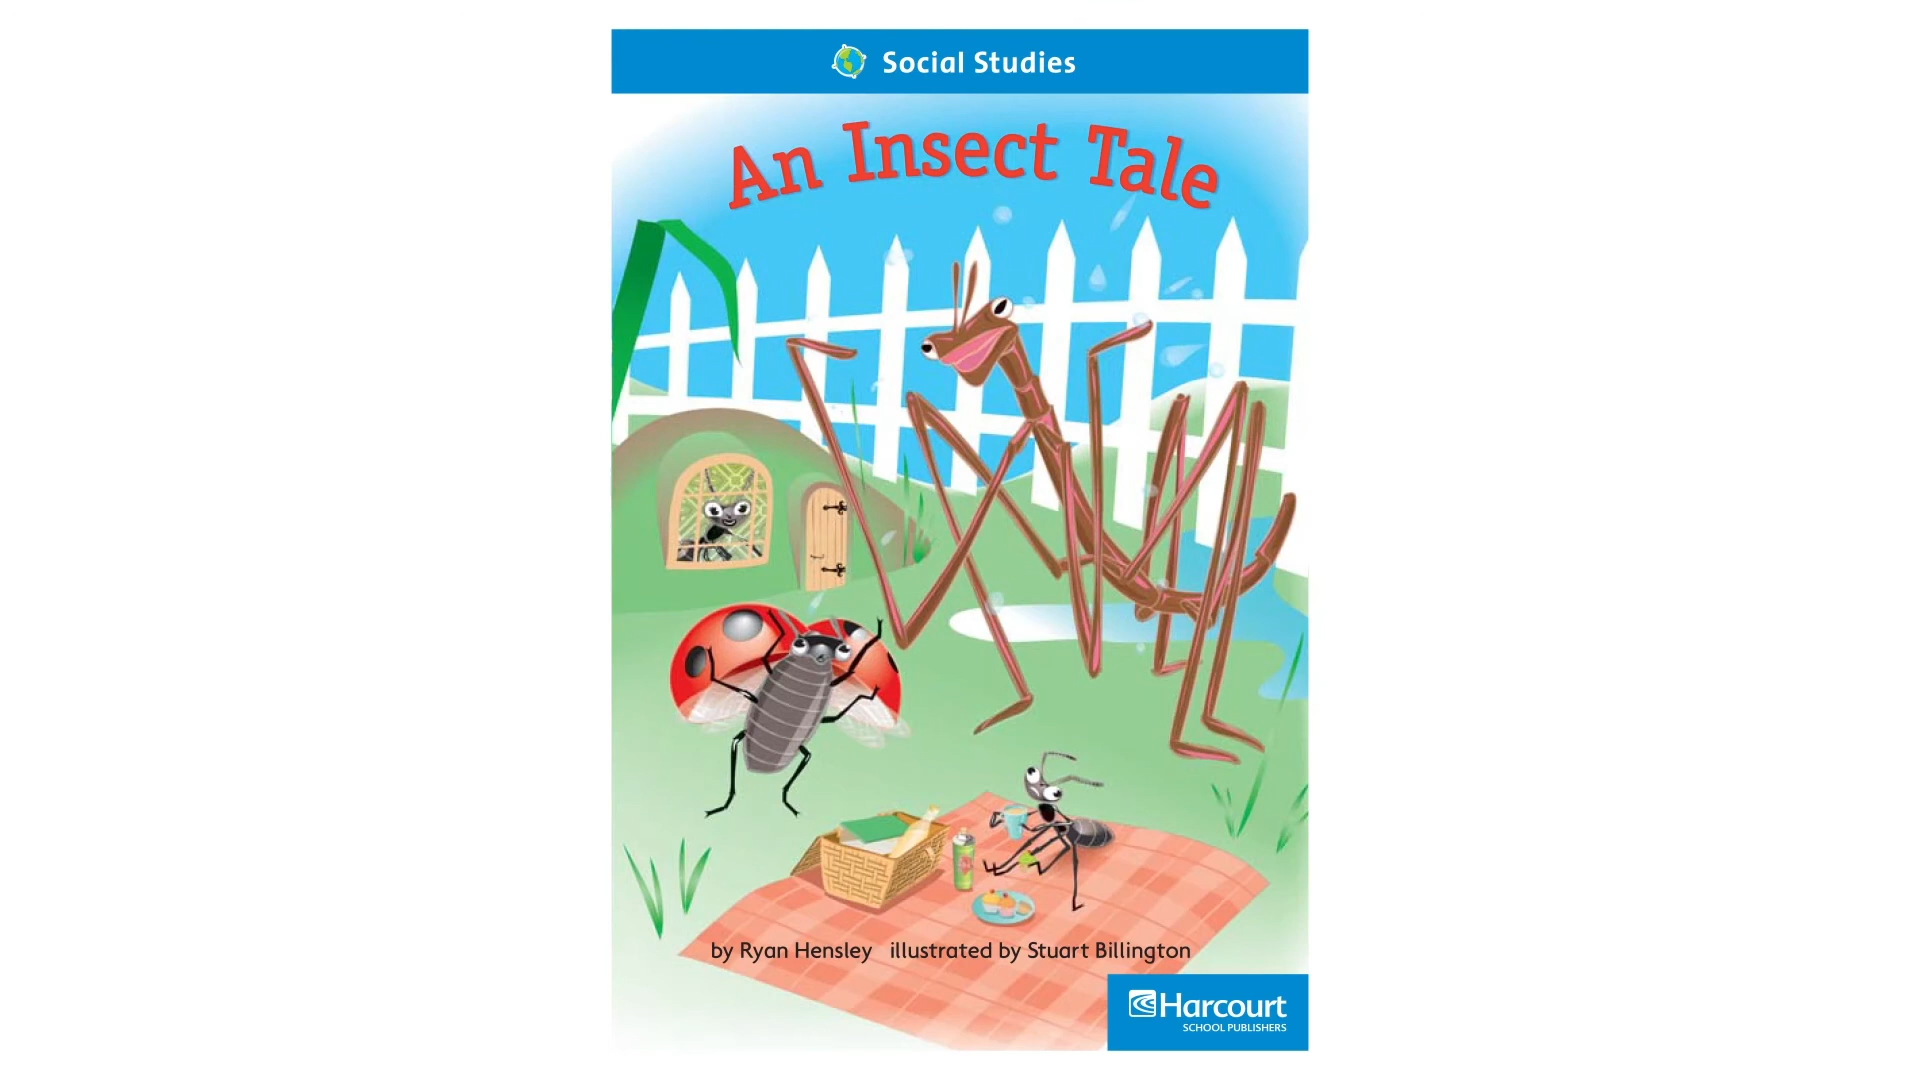 Social Studies
An Insect Tale
by Ryan Hensley illustrated by Stuart Billington
Harcourt
SCHOOL PUBLISHERS